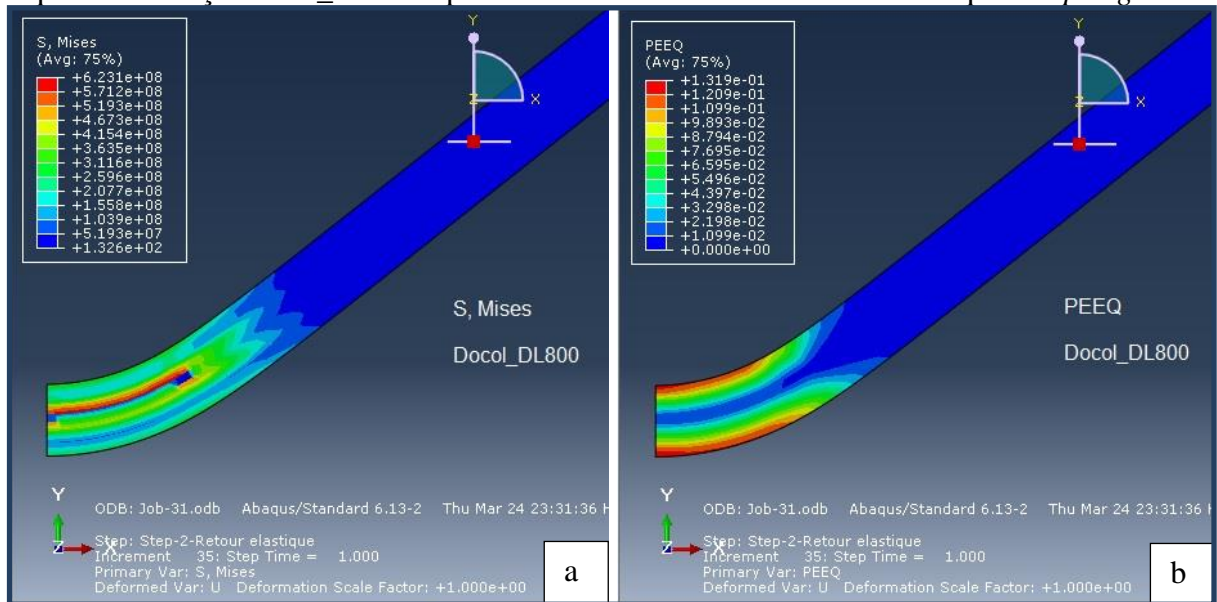 S, Mises
(Avg: 75%)
+6.231e+08
+5.712e+08
+5.193e+08
+4.673e+08
+4.154e+08
+3.635e+08
+3.116e+08
+2.596e+08
+2.077e+08
+1.558e+08
+1.039e+08
+5.193e+07
+1.326e+02
Y
Z
X
S, Mises
Docol_DL800
Y
Z
X
ODB: Job-31.odb Abaqus/Standard 6.13-2 Thu Mar 24 23:31:36 H
Step: Step-2-Retour elastique
Increment 35: Step Time = 1.000
Primary Var: S, Mises
Deformed Var: U Deformation Scale Factor: +1.000e+00
a
PEEQ
(Avg: 75%)
+1.319e-01
+1.209e-01
+1.099e-01
+9.893e-02
+8.794e-02
+7.695e-02
+6.595e-02
+5.496e-02
+4.397e-02
+3.298e-02
+2.198e-02
+1.099e-02
+0.000e+00
Y
Z
X
PEEQ
Docol_DL800
Y
Z
X
ODB: Job-31.odb Abaqus/Standard 6.13-2 Thu Mar 24 23:31:36 H
Step: Step-2-Retour elastique
Increment 35: Step Time = 1.000
Primary Var: PEEQ
Deformed Var: U Deformation Scale Factor: +1.000e+00
b